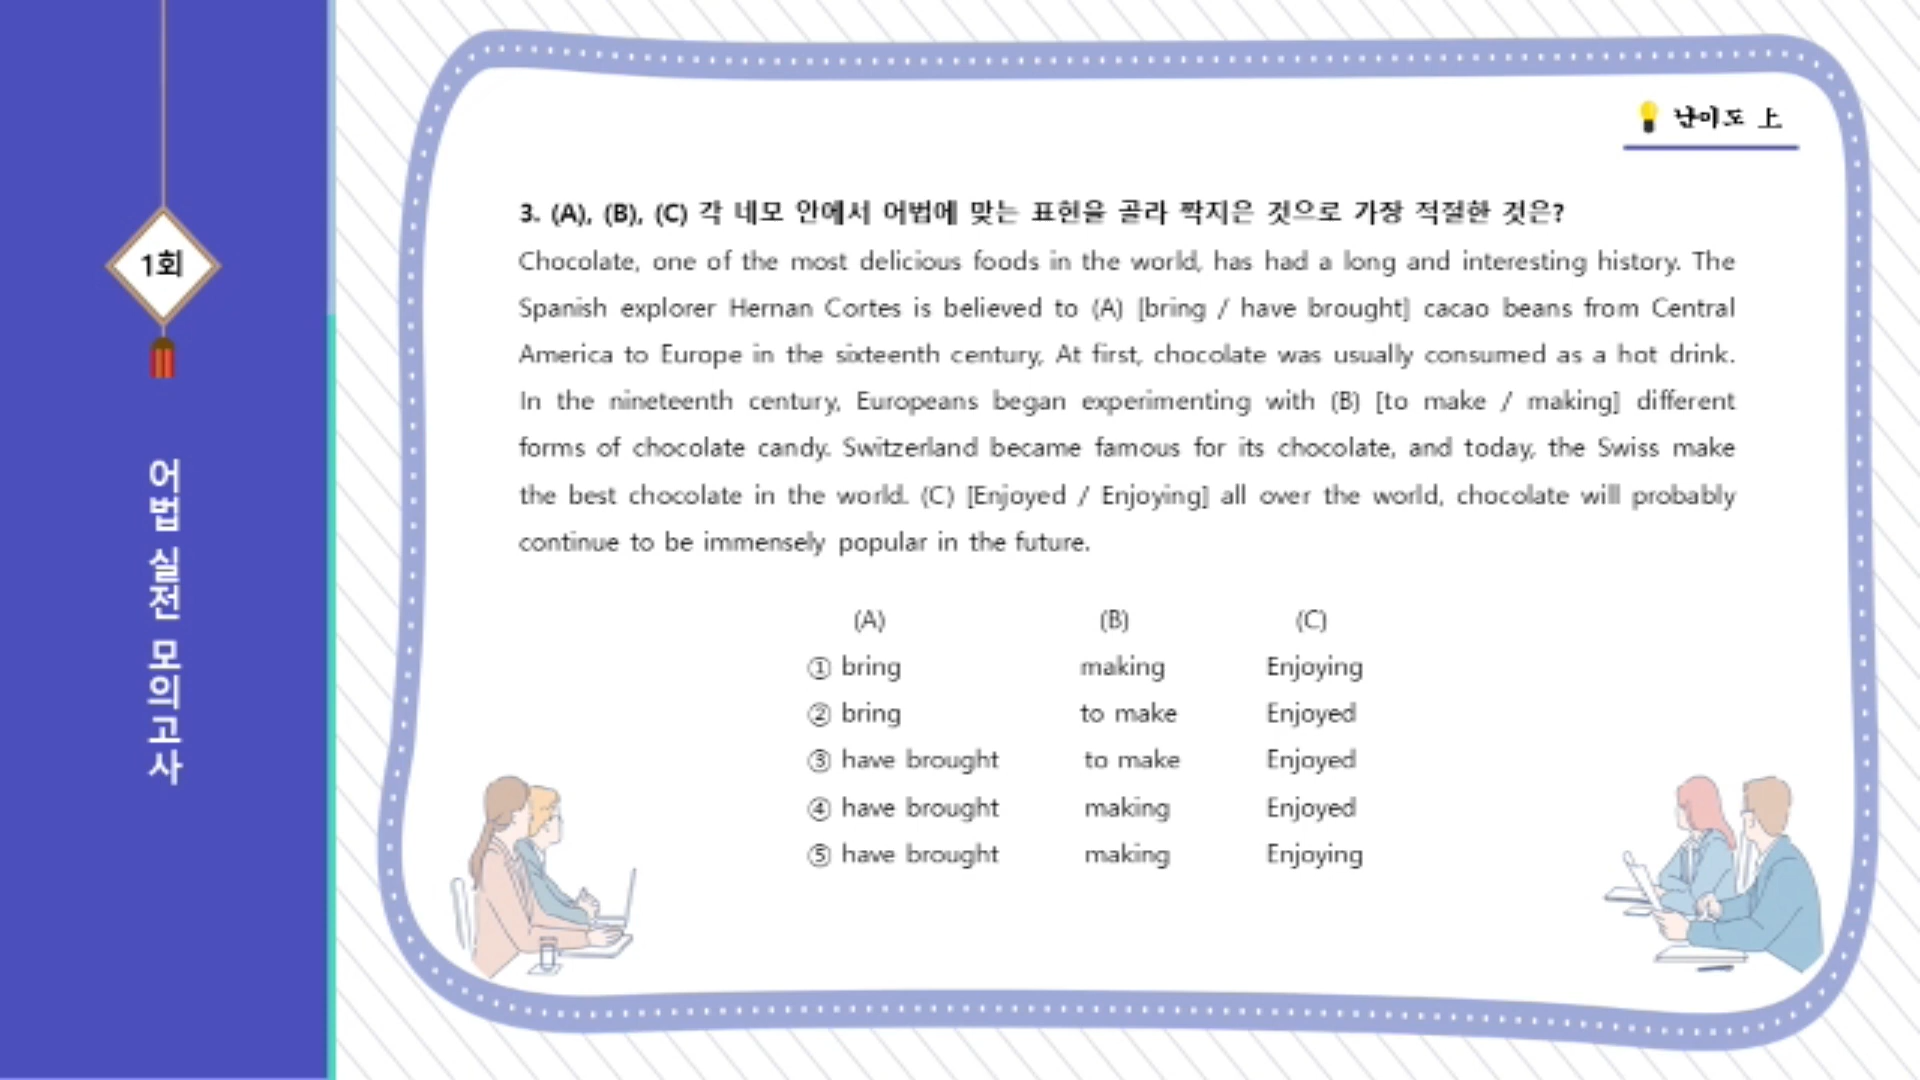 1회
어법 실전 모의고사
난이도 上
3. (A), (B), (C) 각 네모 안에서 어법에 맞는 표현을 골라 짝지은 것으로 가장 적절한 것은?
Chocolate, one of the most delicious foods in the world, has had a long and interesting history. The
Spanish explorer Hernan Cortes is believed to (A) [bring / have brought] cacao beans from Central
America to Europe in the sixteenth century, At first, chocolate was usually consumed as a hot drink.
In the nineteenth century, Europeans began experimenting with (B) [to make / making] different
forms of chocolate candy. Switzerland became famous for its chocolate, and today, the Swiss make
the best chocolate in the world. (C) [Enjoyed / Enjoying] all over the world, chocolate will probably
continue to be immensely popular in the future.
(A) (B) (C)
① bring making Enjoying
② bring to make Enjoyed
③ have brought to make Enjoyed
④ have brought making Enjoyed
⑤ have brought making Enjoying